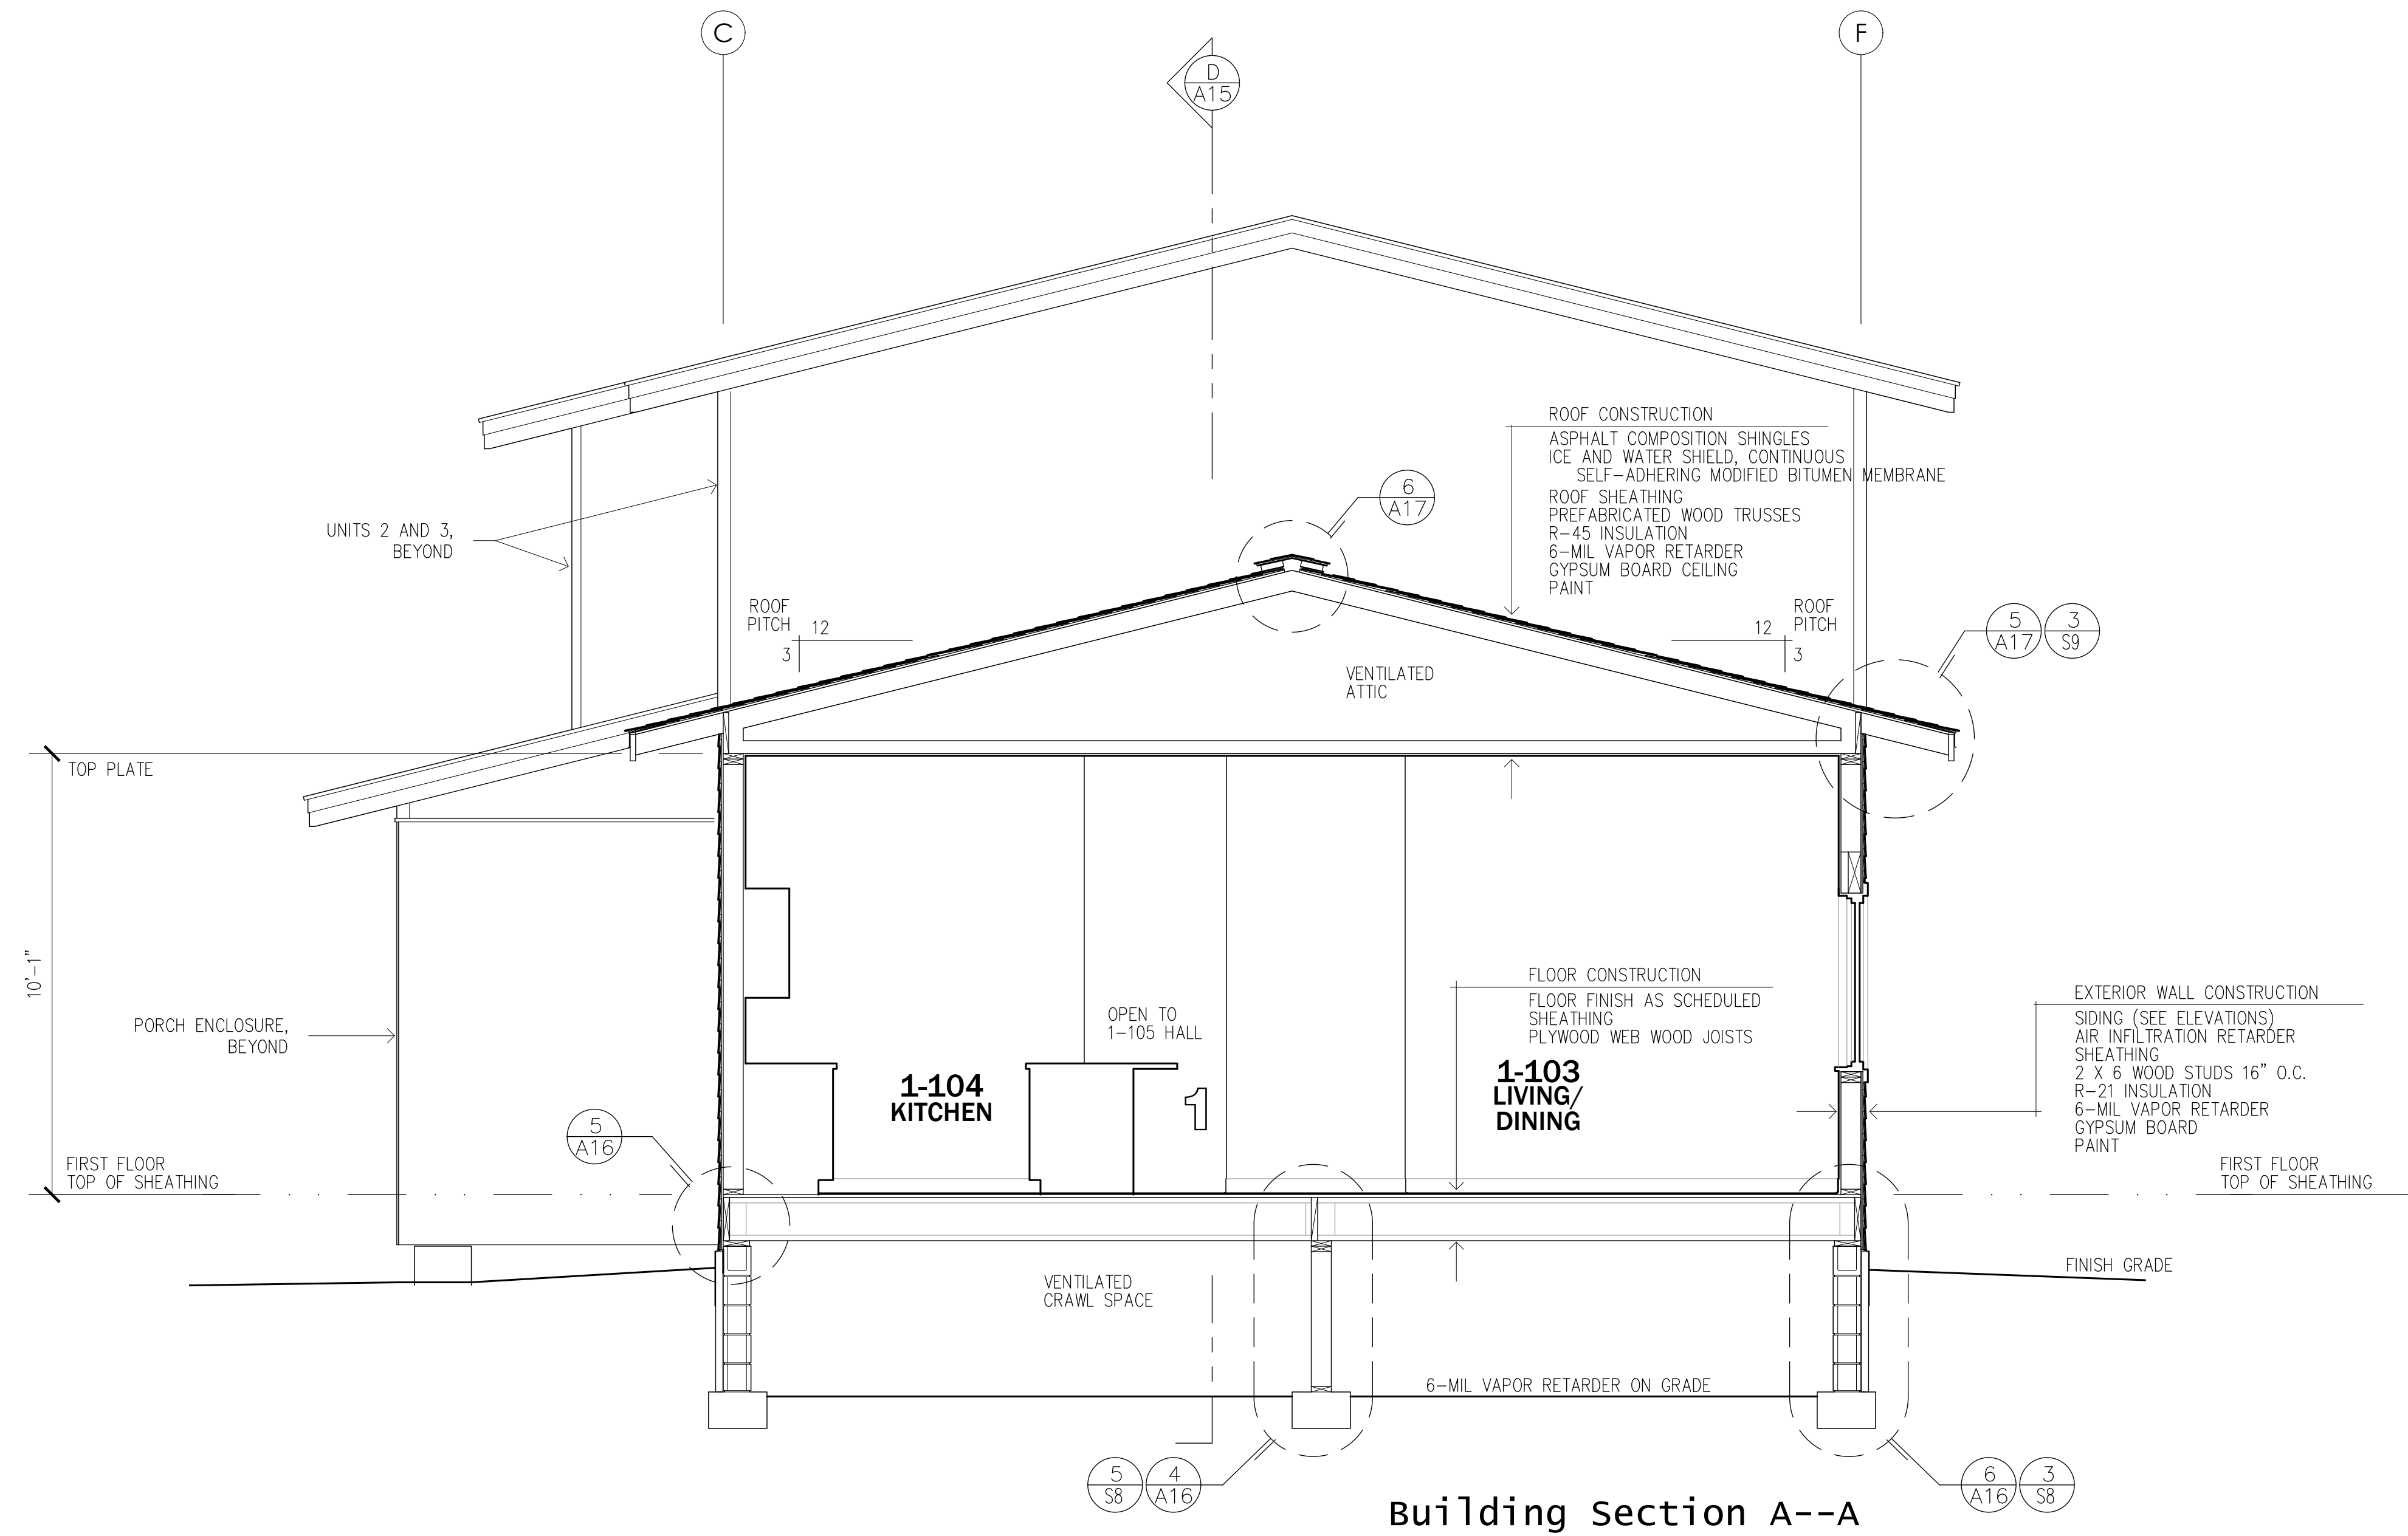 C
F
D
A15
ROOF CONSTRUCTION
ASPHALT COMPOSITION SHINGLES
ICE AND WATER SHIELD, CONTINUOUS
SELF-ADHERING MODIFIED BITUMEN MEMBRANE
ROOF SHEATHING
PREFABRICATED WOOD TRUSSES
R-45 INSULATION
6-MIL VAPOR RETARDER
GYPSUM BOARD CEILING
PAINT
6
A17
UNITS 2 AND 3,
BEYOND
ROOF
PITCH
12
3
ROOF
PITCH
12
3
5
A17
3
S9
VENTILATED
ATTIC
TOP PLATE
10'-1"
PORCH ENCLOSURE,
BEYOND
OPEN TO
1-105 HALL
FLOOR CONSTRUCTION
FLOOR FINISH AS SCHEDULED
SHEATHING
PLYWOOD WEB WOOD JOISTS
EXTERIOR WALL CONSTRUCTION
SIDING (SEE ELEVATIONS)
AIR INFILTRATION RETARDER
SHEATHING
2 X 6 WOOD STUDS 16" O.C.
R-21 INSULATION
6-MIL VAPOR RETARDER
GYPSUM BOARD
PAINT
1-104
KITCHEN
1
1-103
LIVING/
DINING
5
A16
FIRST FLOOR
TOP OF SHEATHING
FIRST FLOOR
TOP OF SHEATHING
FINISH GRADE
VENTILATED
CRAWL SPACE
6-MIL VAPOR RETARDER ON GRADE
5
S8
4
A16
6
A16
3
S8
Building Section A--A